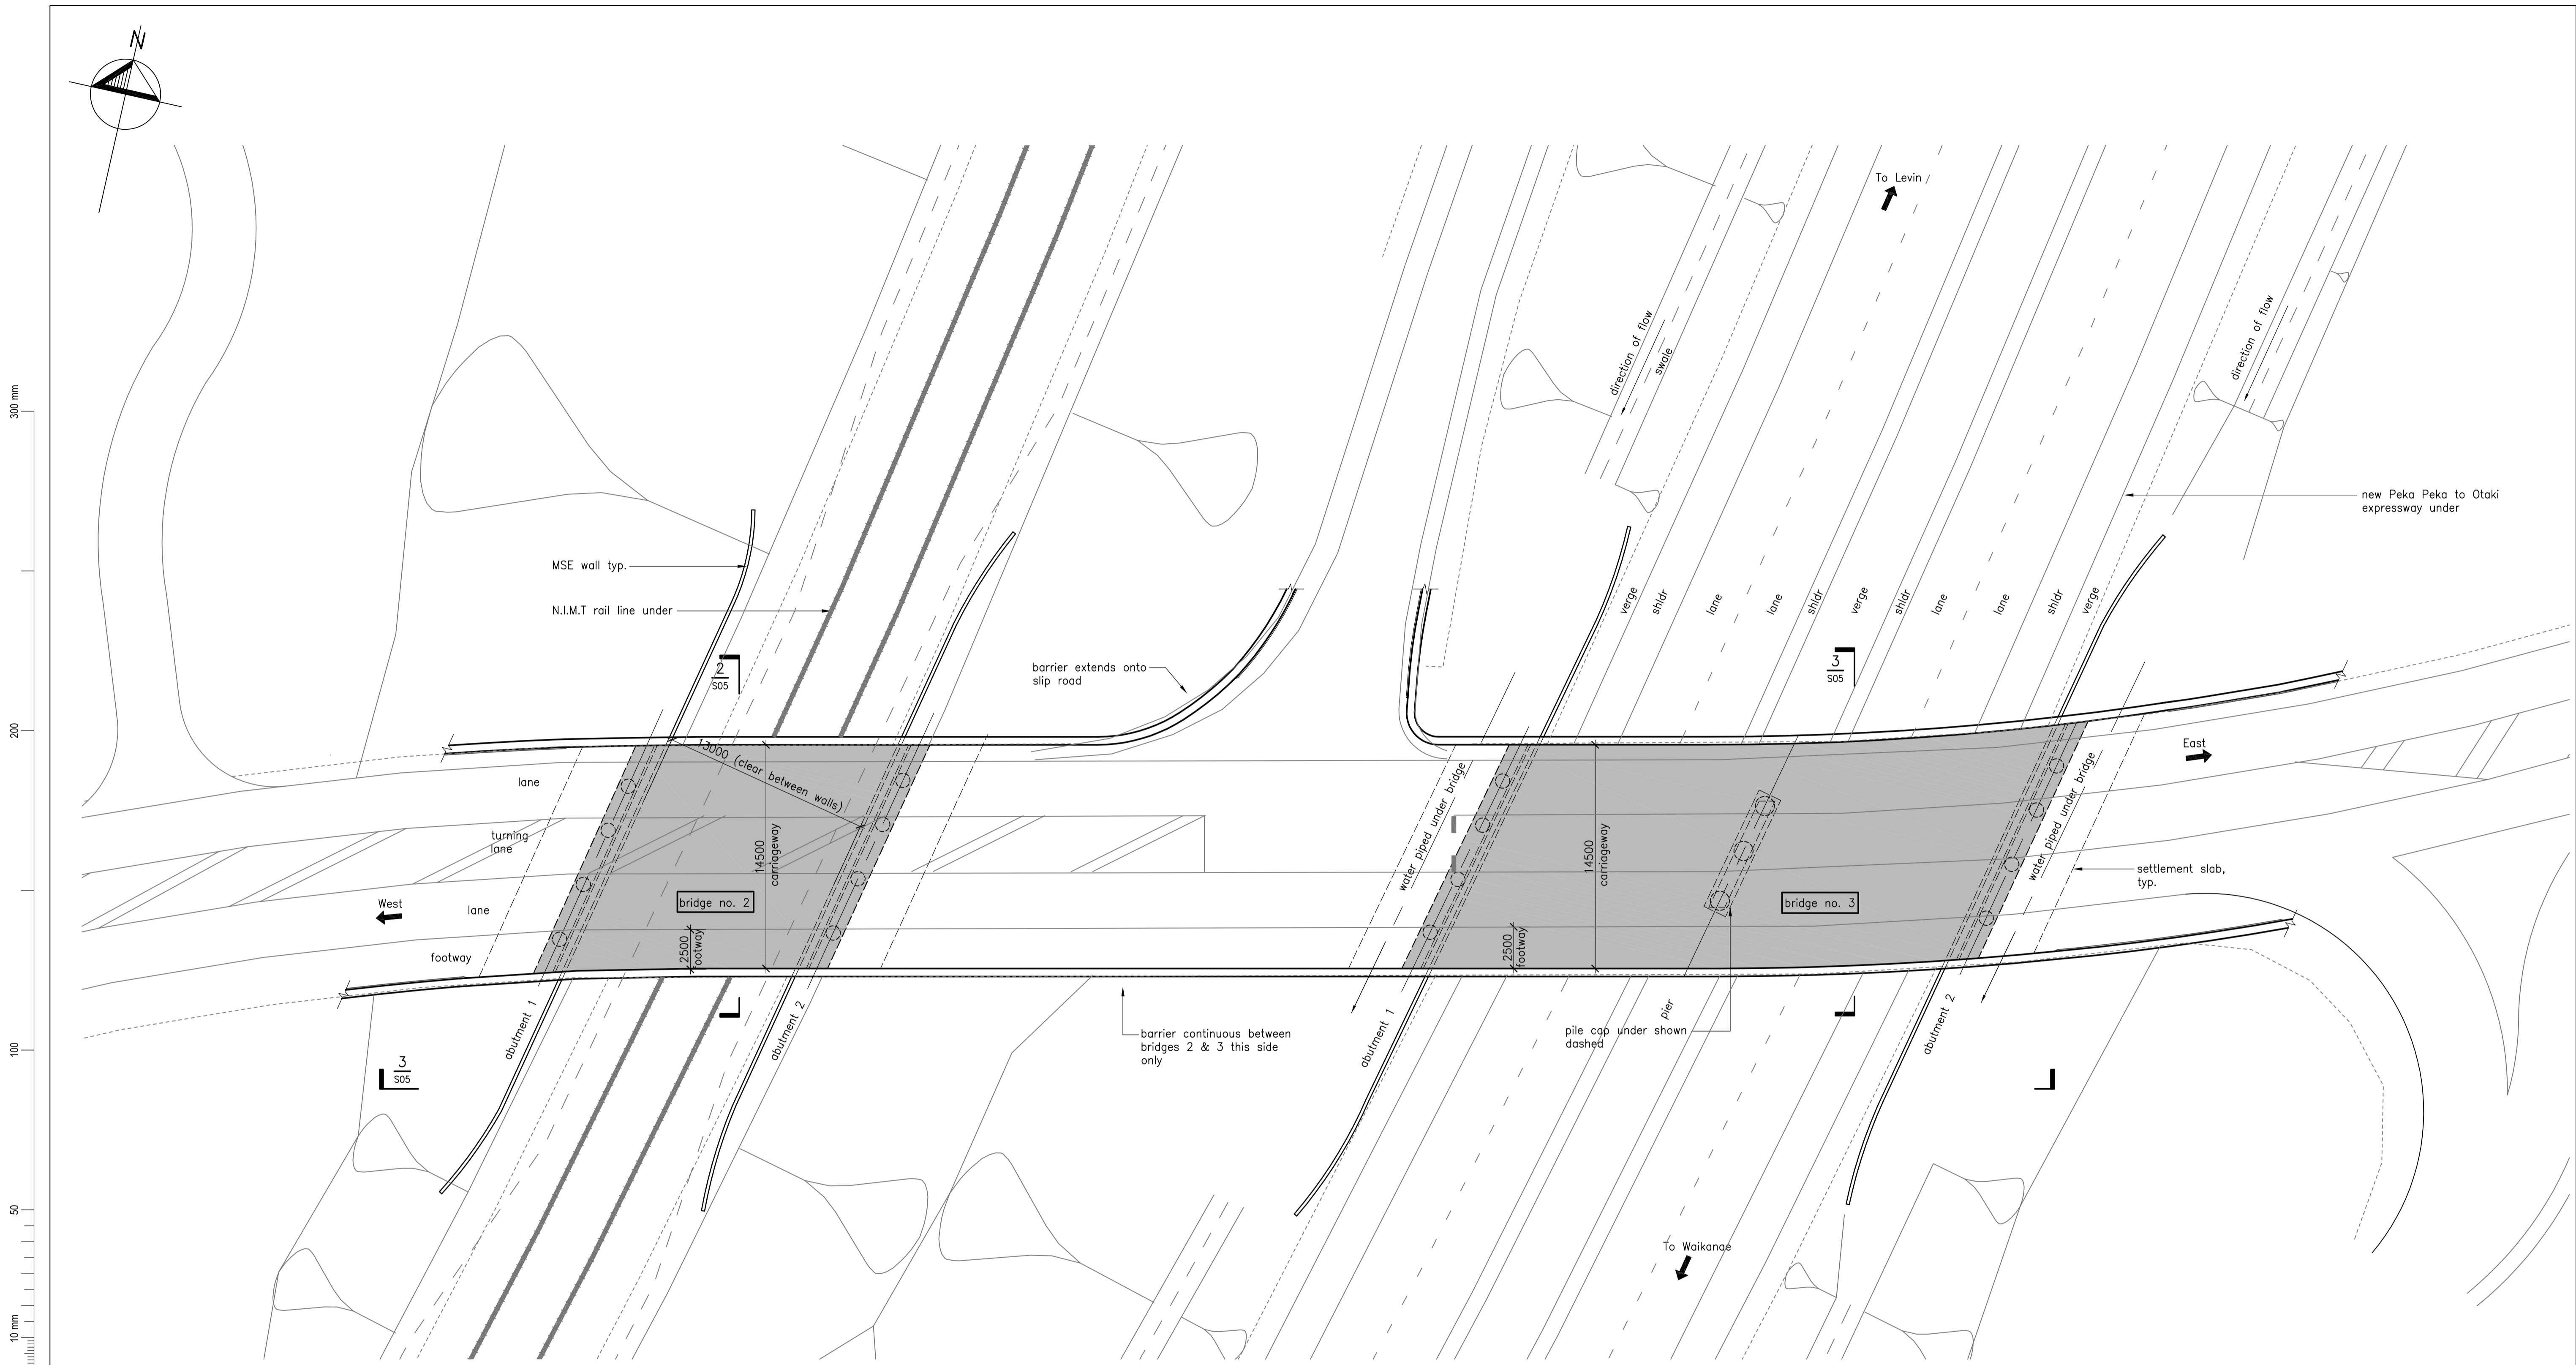 N
To Levin
direction of flow
swale
direction of flow
300 mm
new Peka Peka to Otaki
expressway under
MSE wall typ.
N.I.M.T rail line under
verge
shldr
lane
lane
shldr
verge
shldr
lane
lane
shldr
verge
2
S05
barrier extends onto
slip road
3
S05
200
13000 (clear between walls)
East
lane
water piped under bridge
water piped under bridge
turning
lane
14500
carriageway
14500
carriageway
settlement slab,
typ.
West
lane
bridge no. 2
bridge no. 3
footway
2500
footway
2500
footway
abutment 1
abutment 2
barrier continuous between
bridges 2 & 3 this side
only
abutment 1
pier
pile cap under shown
dashed
abutment 2
100
3
S05
50
To Waikanae
10 mm